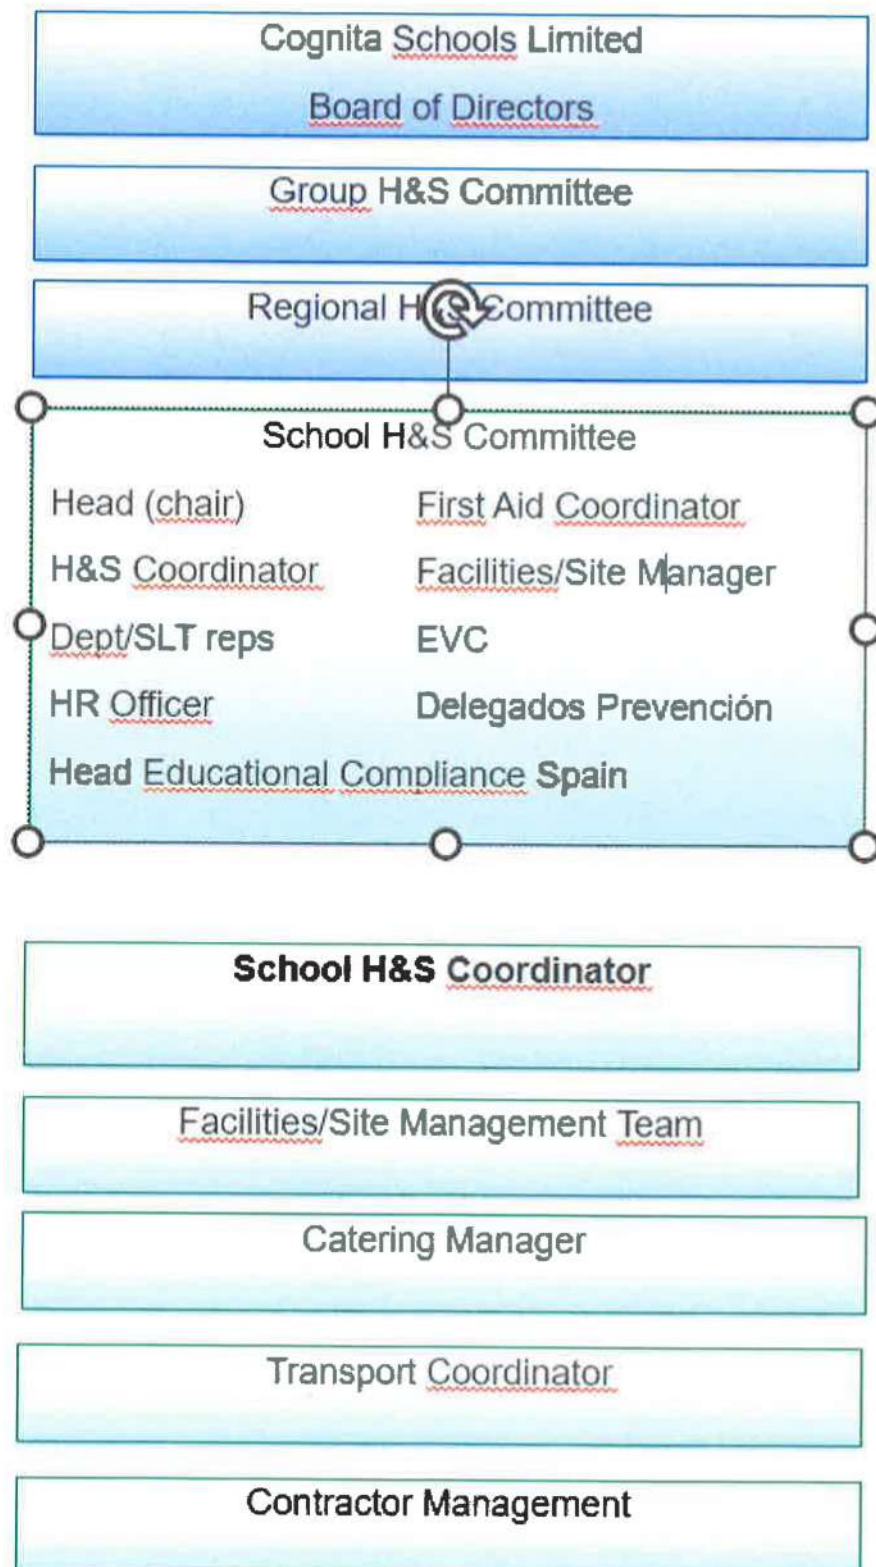 Cognita Schools Limited
Board of Directors
Group H&S Committee
Regional H&S Committee
School H&S Committee
Head (chair) First Aid Coordinator
H&S Coordinator Facilities/Site Manager
Dept/SLT reps EVC
HR Officer Delegados Prevención
Head Educational Compliance Spain
School H&S Coordinator
Facilities/Site Management Team
Catering Manager
Transport Coordinator
Contractor Management